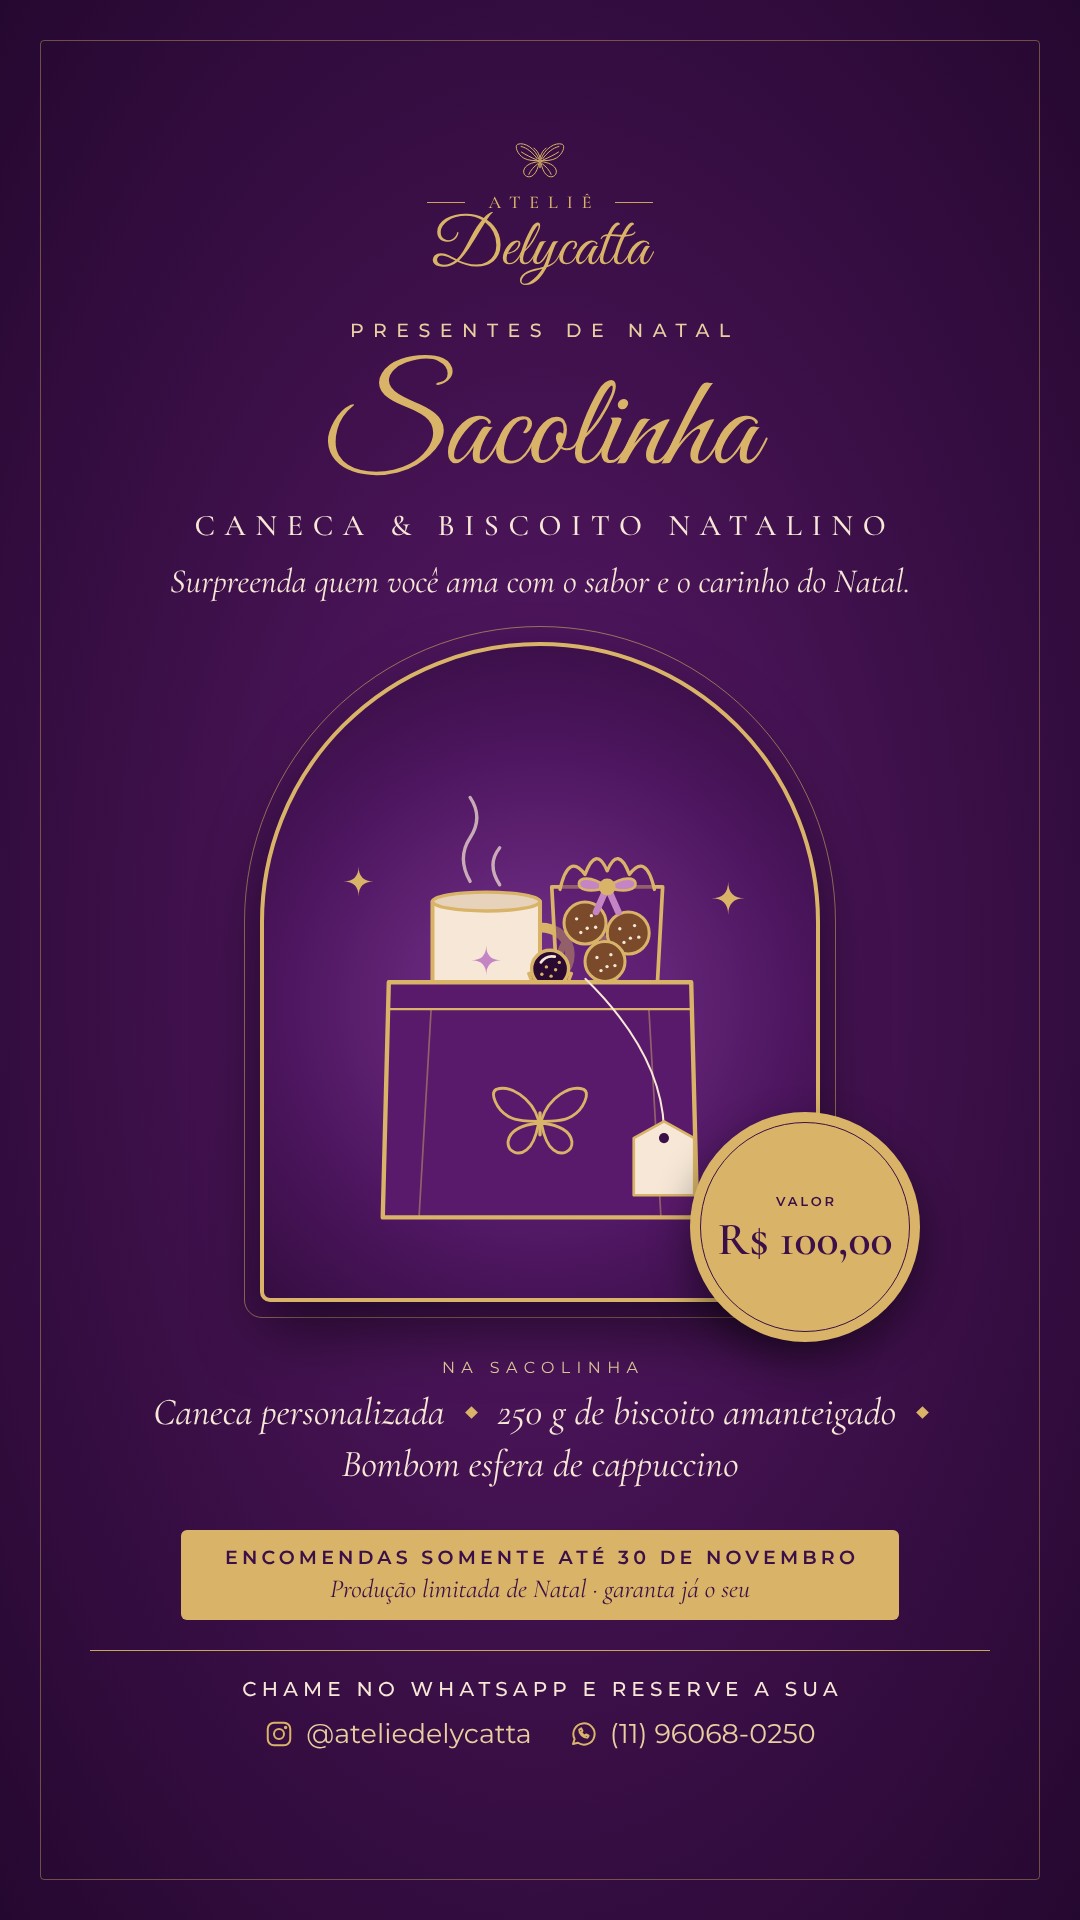 ATELIÊ
Delycatta
PRESENTES DE NATAL
Sacolinha
CANECA & BISCOITO NATALINO
Surpreenda quem você ama com o sabor e o carinho do Natal.
VALOR
R$ 100,00
NA SACOLINHA
Caneca personalizada ◆ 250 g de biscoito amanteigado ◆
Bombom esfera de cappuccino
ENCOMENDAS SOMENTE ATÉ 30 DE NOVEMBRO
Produção limitada de Natal · garanta já o seu
CHAME NO WHATSAPP E RESERVE A SUA
@ateliedelycatta (11) 96068-0250